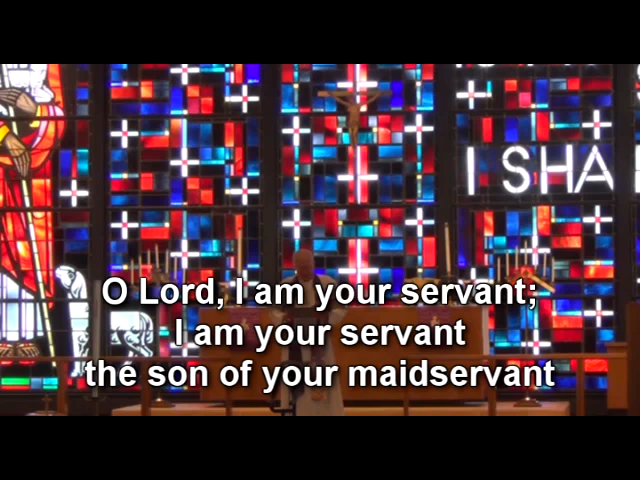 I SHA
O Lord, I am your servant;
I am your servant
the son of your maidservant